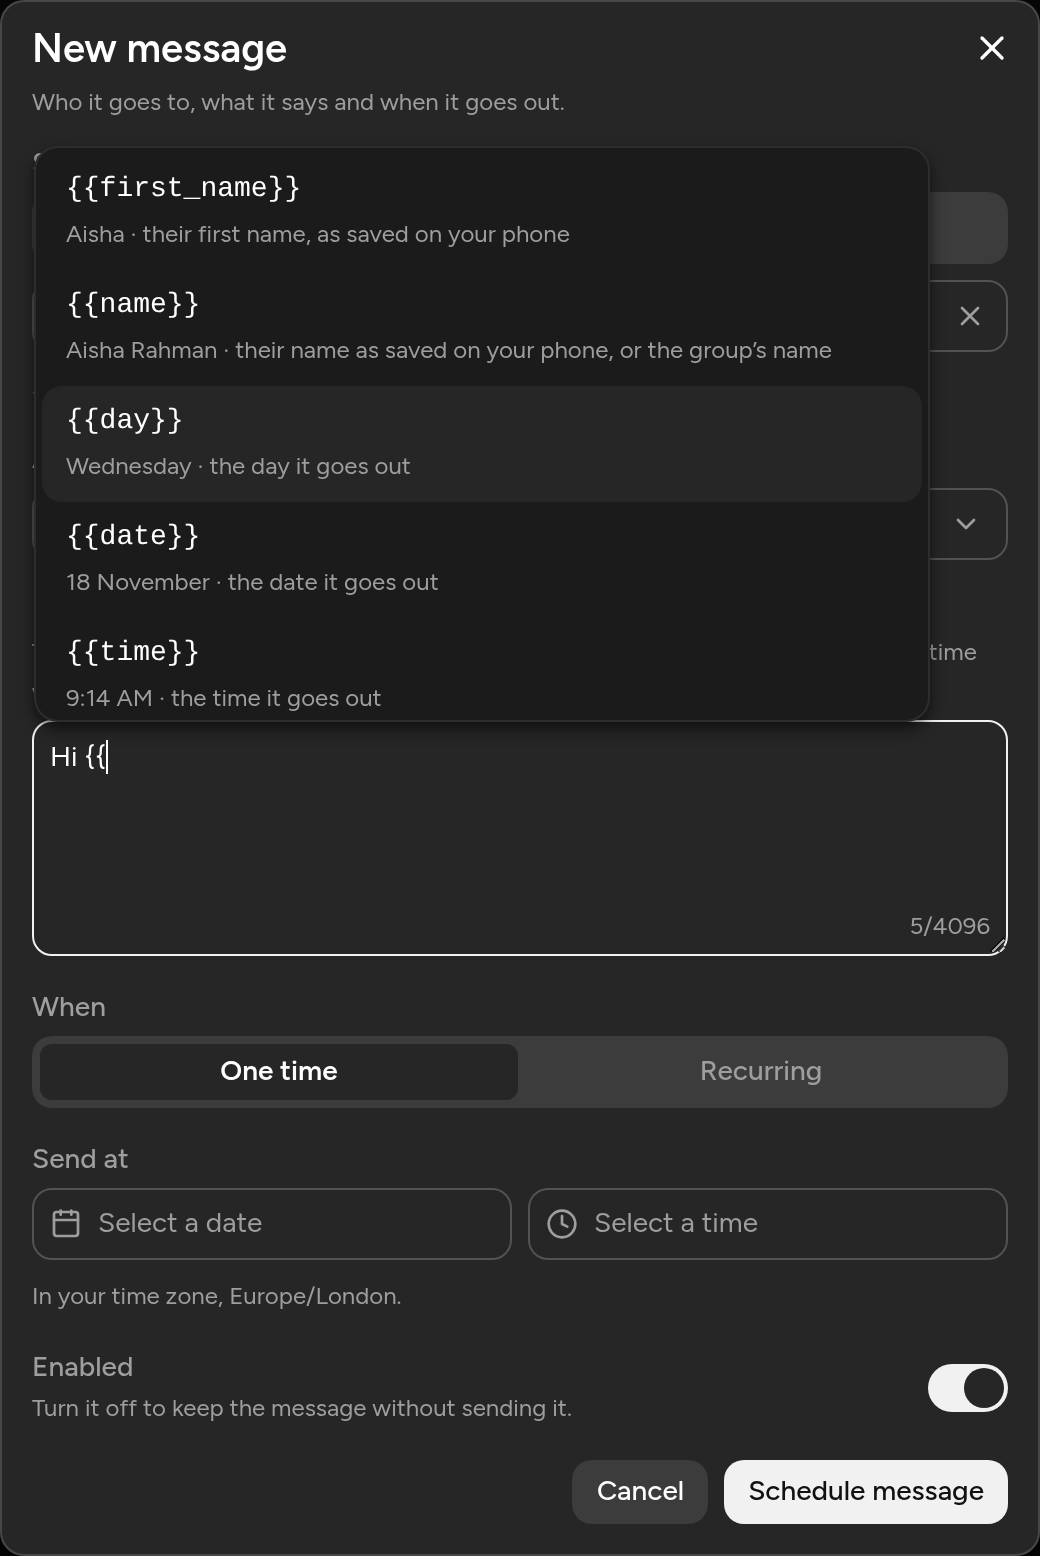 New message
Who it goes to, what it says and when it goes out.
{{first_name}}
Aisha · their first name, as saved on your phone
{{name}}
Aisha Rahman · their name as saved on your phone, or the group’s name
{{day}}
Wednesday · the day it goes out
{{date}}
18 November · the date it goes out
{{time}}
9:14 AM · the time it goes out
time
Hi {{
5/4096
When
One time
Recurring
Send at
Select a date
Select a time
In your time zone, Europe/London.
Enabled
Turn it off to keep the message without sending it.
Cancel
Schedule message